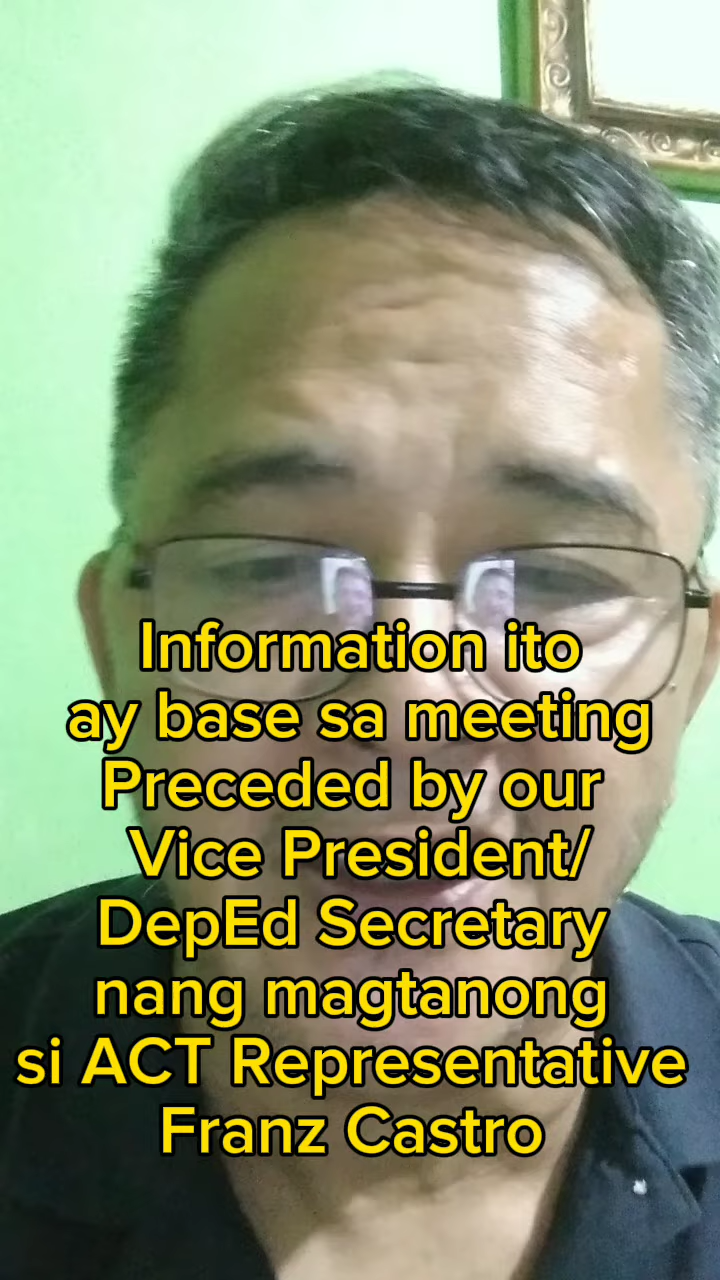 Information ito
ay base sa meeting
Preceded by our
Vice President/
DepEd Secretary
nang magtanong
si ACT Representative
Franz Castro